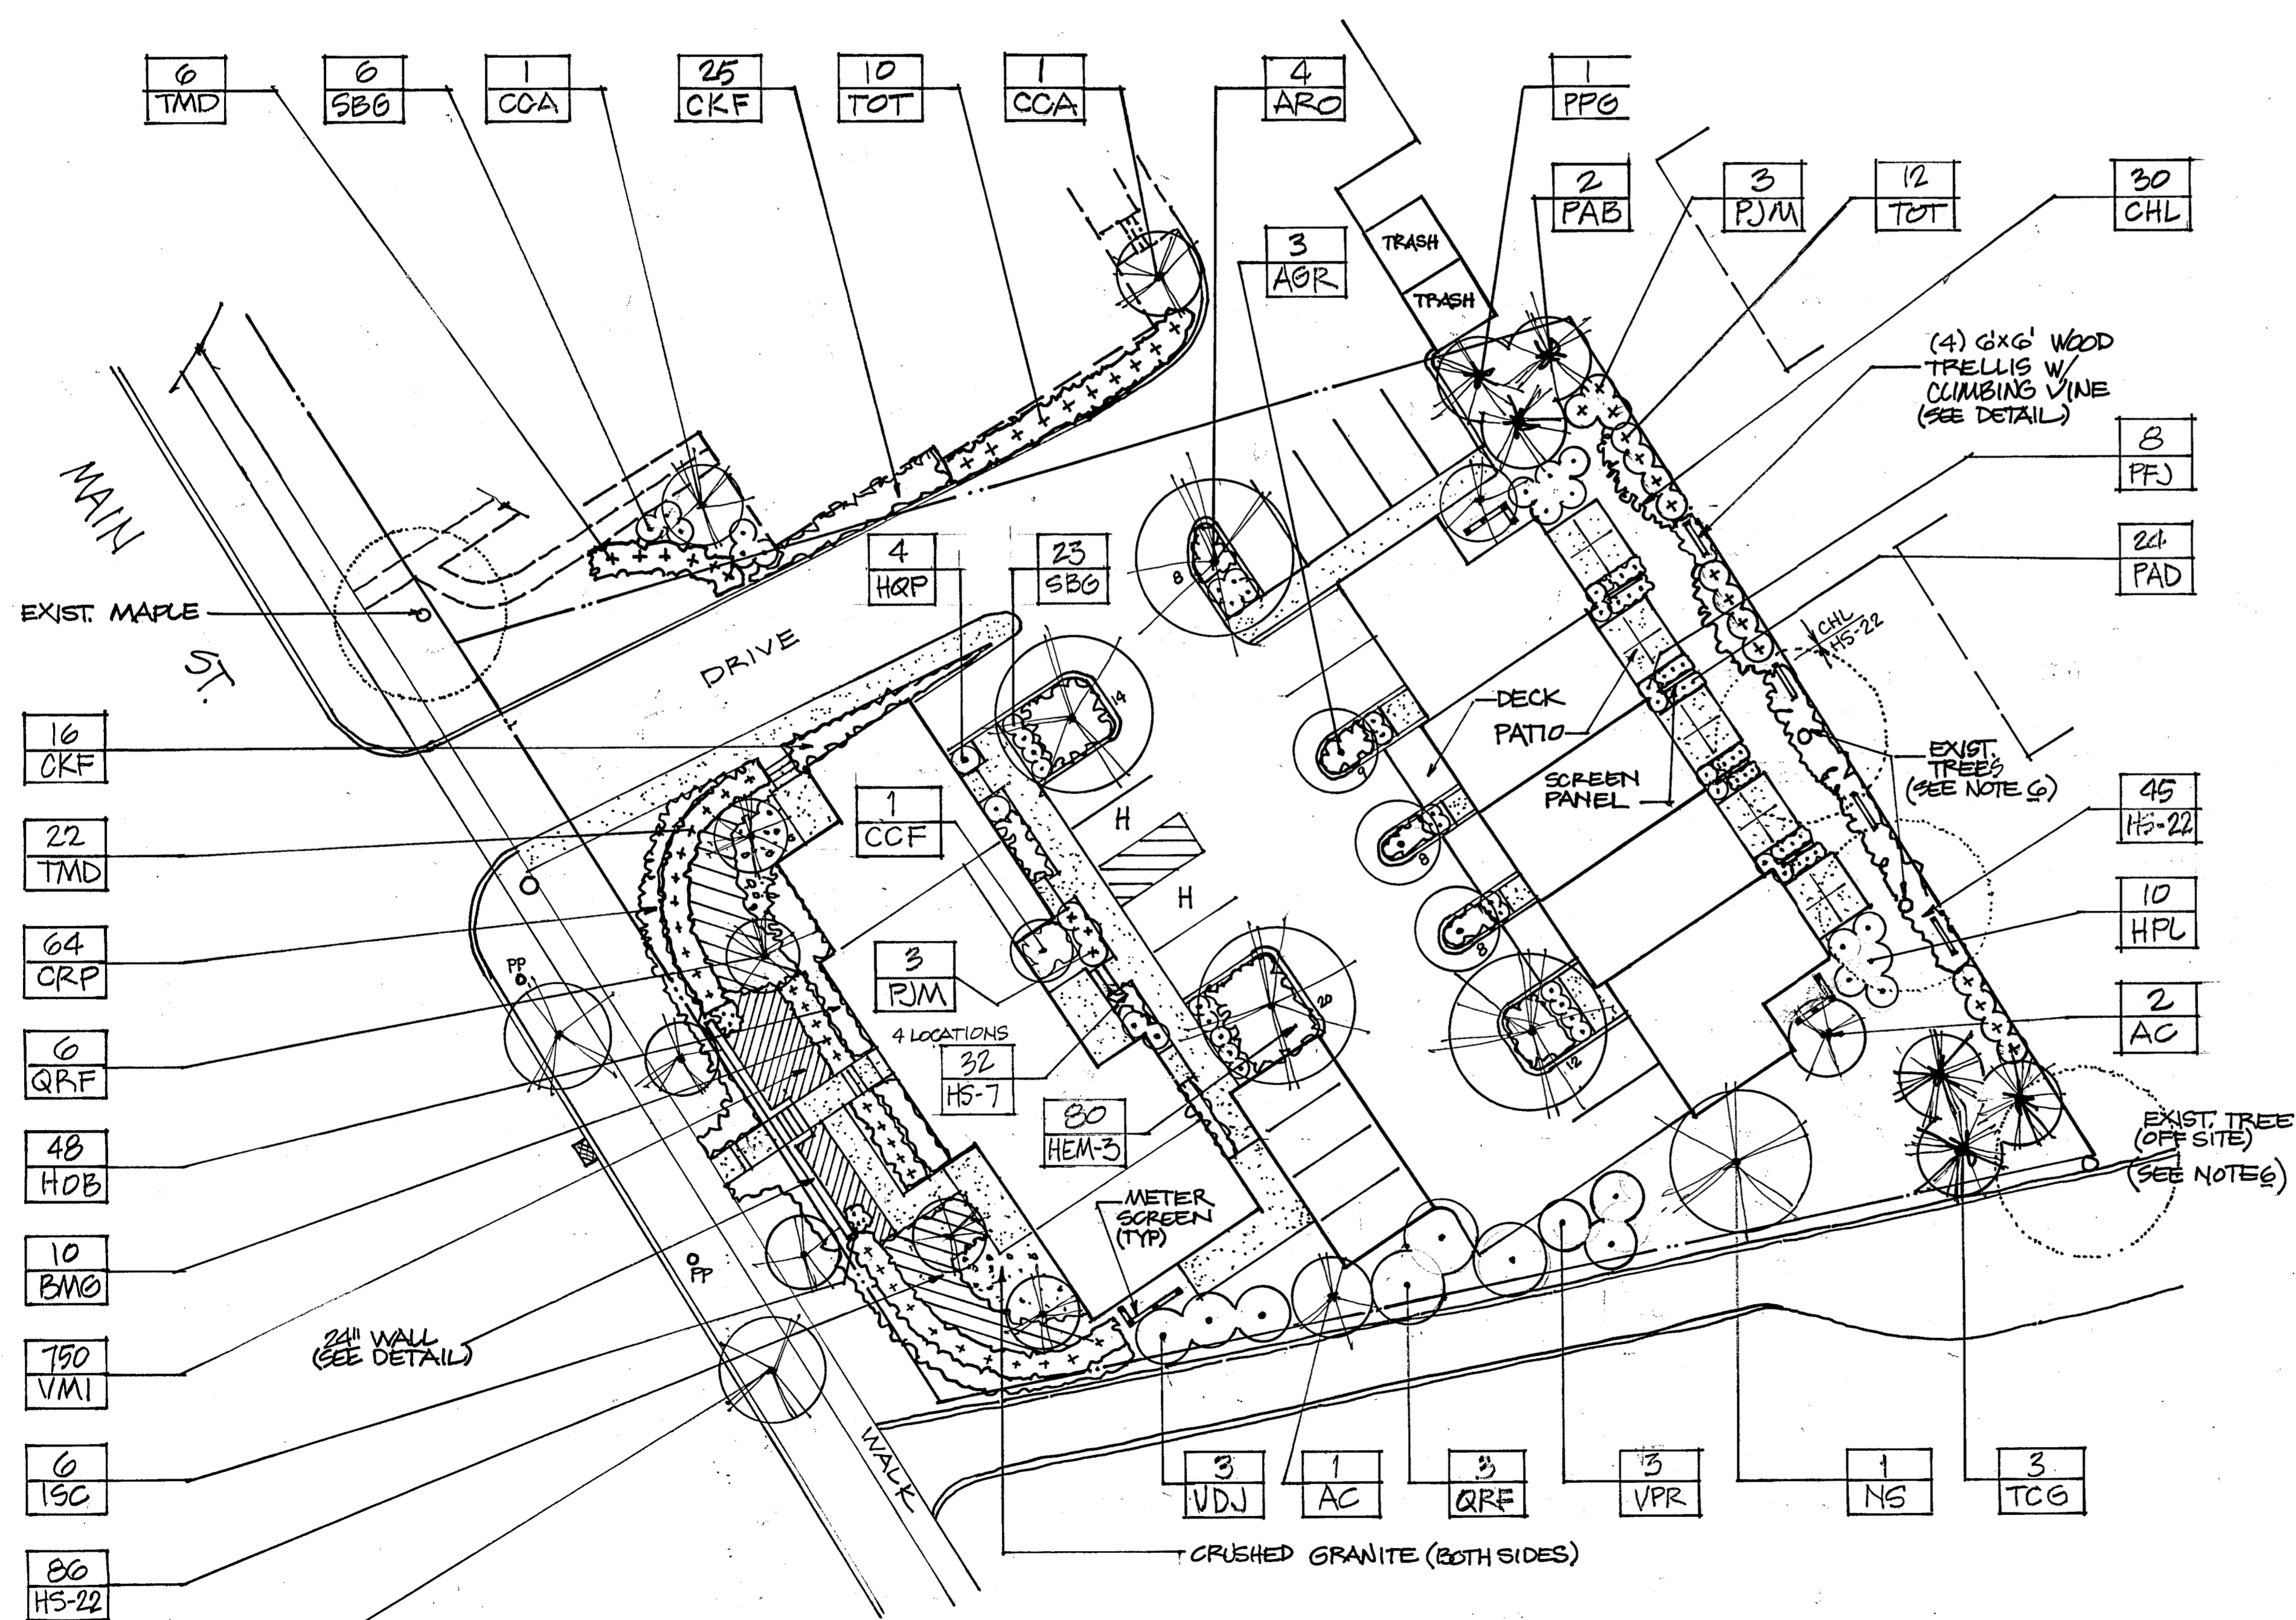 6
TMD
6
SBG
1
CCA
25
CKF
10
TOT
1
CCA
4
ARO
1
PPG
2
PAB
3
PJM
12
TOT
30
CHL
3
AGR
TRASH
TRASH
(4) 6'x6' WOOD
TRELLIS W/
CLIMBING VINE
(SEE DETAIL)
8
PFJ
24
PAD
MAIN
ST.
EXIST. MAPLE
DRIVE
4
HQP
23
SBG
8
14
CHL
HS-22
DECK
PATIO
SCREEN
PANEL
EXIST.
TREES
(SEE NOTE 6)
16
CKF
22
TMD
64
CRP
6
QRF
48
HOB
10
BMG
750
VMI
6
ISC
86
HS-22
1
CCF
H
H
9
8
8
3
PJM
4 LOCATIONS
32
HS-7
80
HEM-3
20
12
45
HS-22
10
HPL
2
AC
EXIST. TREE
(OFF SITE)
(SEE NOTE 6)
PP
PP
METER
SCREEN
(TYP)
24" WALL
(SEE DETAIL)
WALK
3
VDJ
1
AC
3
QRF
3
VPR
1
NS
3
TCG
CRUSHED GRANITE (BOTH SIDES)